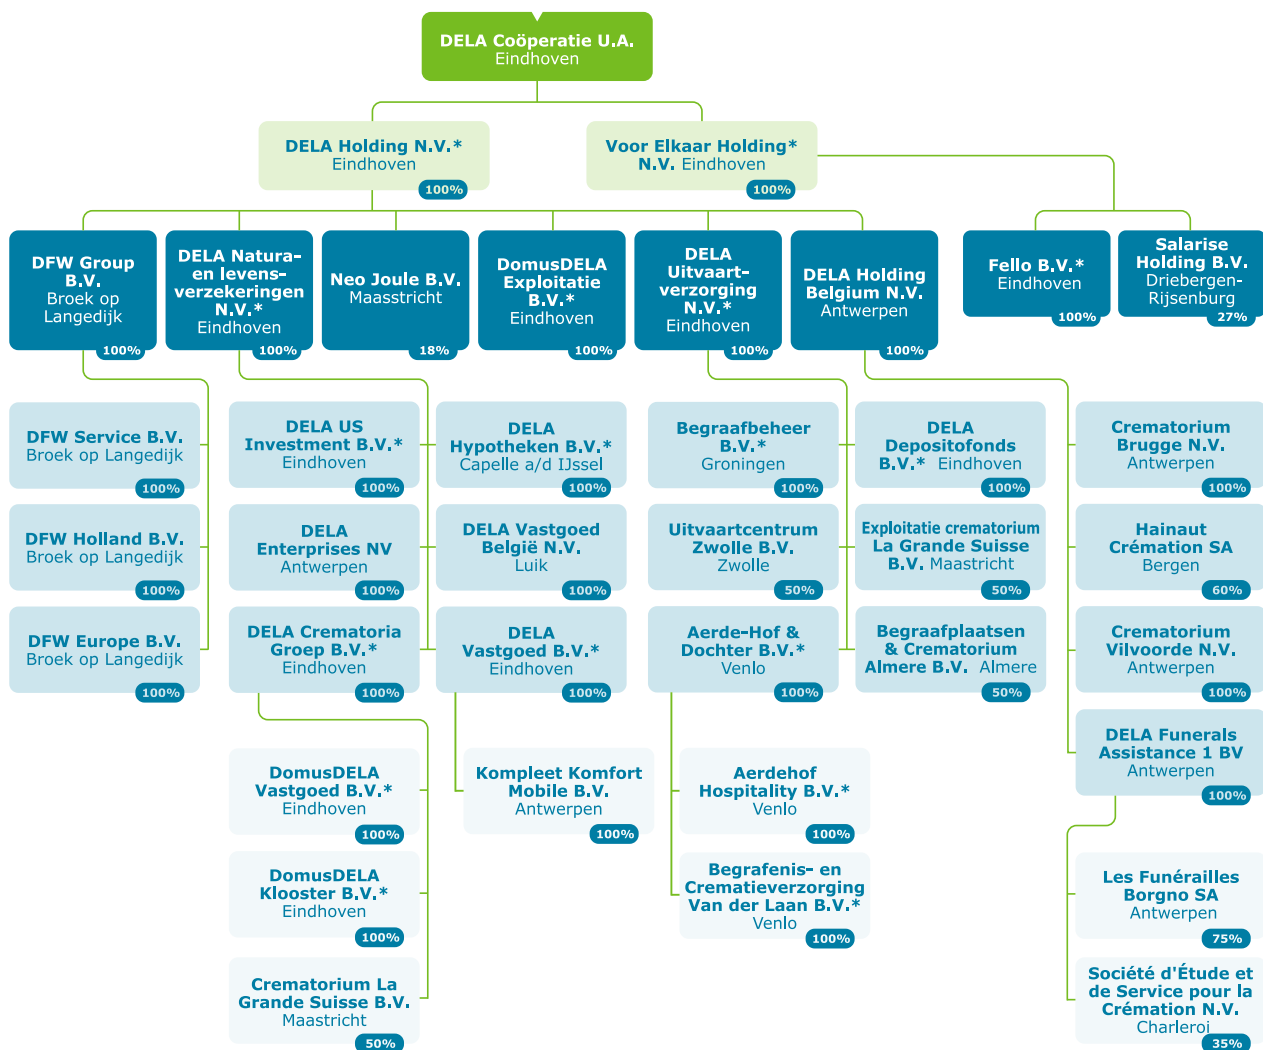 DELA Coöperatie U.A.
Eindhoven
DELA Holding N.V.*
Eindhoven
100%
Voor Elkaar Holding*
N.V. Eindhoven
100%
DFW Group
B.V.
Broek op
Langedijk
100%
DELA Natura-
en levens-
verzekeringen
N.V.*
Eindhoven
100%
Neo Joule B.V.
Maasstricht
18%
DomusDELA
Exploitatie
B.V.*
Eindhoven
100%
DELA
Uitvaart-
verzorging
N.V.*
Eindhoven
100%
DELA Holding
Belgium N.V.
Antwerpen
100%
Fello B.V.*
Eindhoven
100%
Salarise
Holding B.V.
Driebergen-
Rijsenburg
27%
DFW Service B.V.
Broek op Langedijk
100%
DELA US
Investment B.V.*
Eindhoven
100%
DELA
Hypotheken B.V.*
Capelle a/d IJssel
100%
Begraafbeheer
B.V.*
Groningen
100%
DELA
Depositofonds
B.V.* Eindhoven
100%
Crematorium
Brugge N.V.
Antwerpen
100%
DFW Holland B.V.
Broek op Langedijk
100%
DELA
Enterprises NV
Antwerpen
100%
DELA Vastgoed
België N.V.
Luik
100%
Uitvaartcentrum
Zwolle B.V.
Zwolle
50%
Exploitatie crematorium
La Grande Suisse
B.V. Maastricht
50%
Hainaut
Crémation SA
Bergen
60%
DFW Europe B.V.
Broek op Langedijk
100%
DELA Crematoria
Groep B.V.*
Eindhoven
100%
DELA
Vastgoed B.V.*
Eindhoven
100%
Aerde-Hof &
Dochter B.V.*
Venlo
100%
Begraafplaatsen
& Crematorium
Almere B.V. Almere
50%
Crematorium
Vilvoorde N.V.
Antwerpen
100%
DELA Funerals
Assistance 1 BV
Antwerpen
100%
DomusDELA
Vastgoed B.V.*
Eindhoven
100%
Kompleet Komfort
Mobile B.V.
Antwerpen
100%
Aerdehof
Hospitality B.V.*
Venlo
100%
DomusDELA
Klooster B.V.*
Eindhoven
100%
Begrafenis- en
Crematieverzorging
Van der Laan B.V.*
Venlo
100%
Les Funérailles
Borgno SA
Antwerpen
75%
Crematorium La
Grande Suisse B.V.
Maastricht
50%
Société d'Étude et
de Service pour la
Crémation N.V.
Charleroi
35%